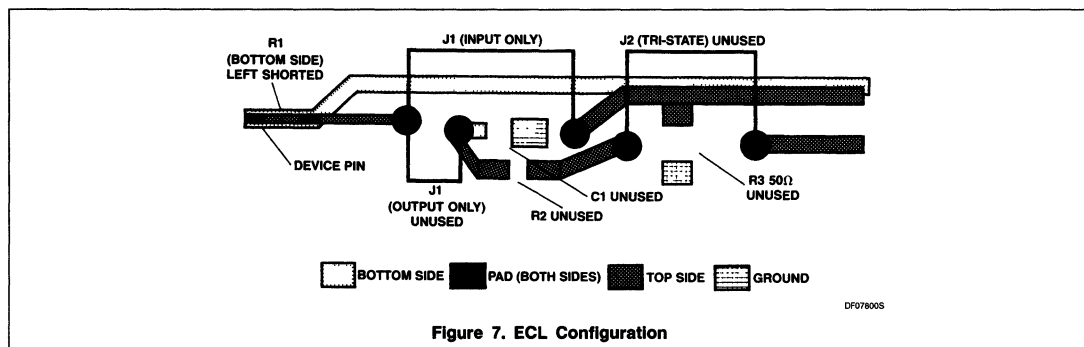 R1
(BOTTOM SIDE)
LEFT SHORTED
J1 (INPUT ONLY)
J2 (TRI-STATE) UNUSED
DEVICE PIN
J1
(OUTPUT ONLY)
UNUSED
R2 UNUSED
C1 UNUSED
R3 50Ω
UNUSED
BOTTOM SIDE
PAD (BOTH SIDES)
TOP SIDE
GROUND
DF07800S
Figure 7. ECL Configuration